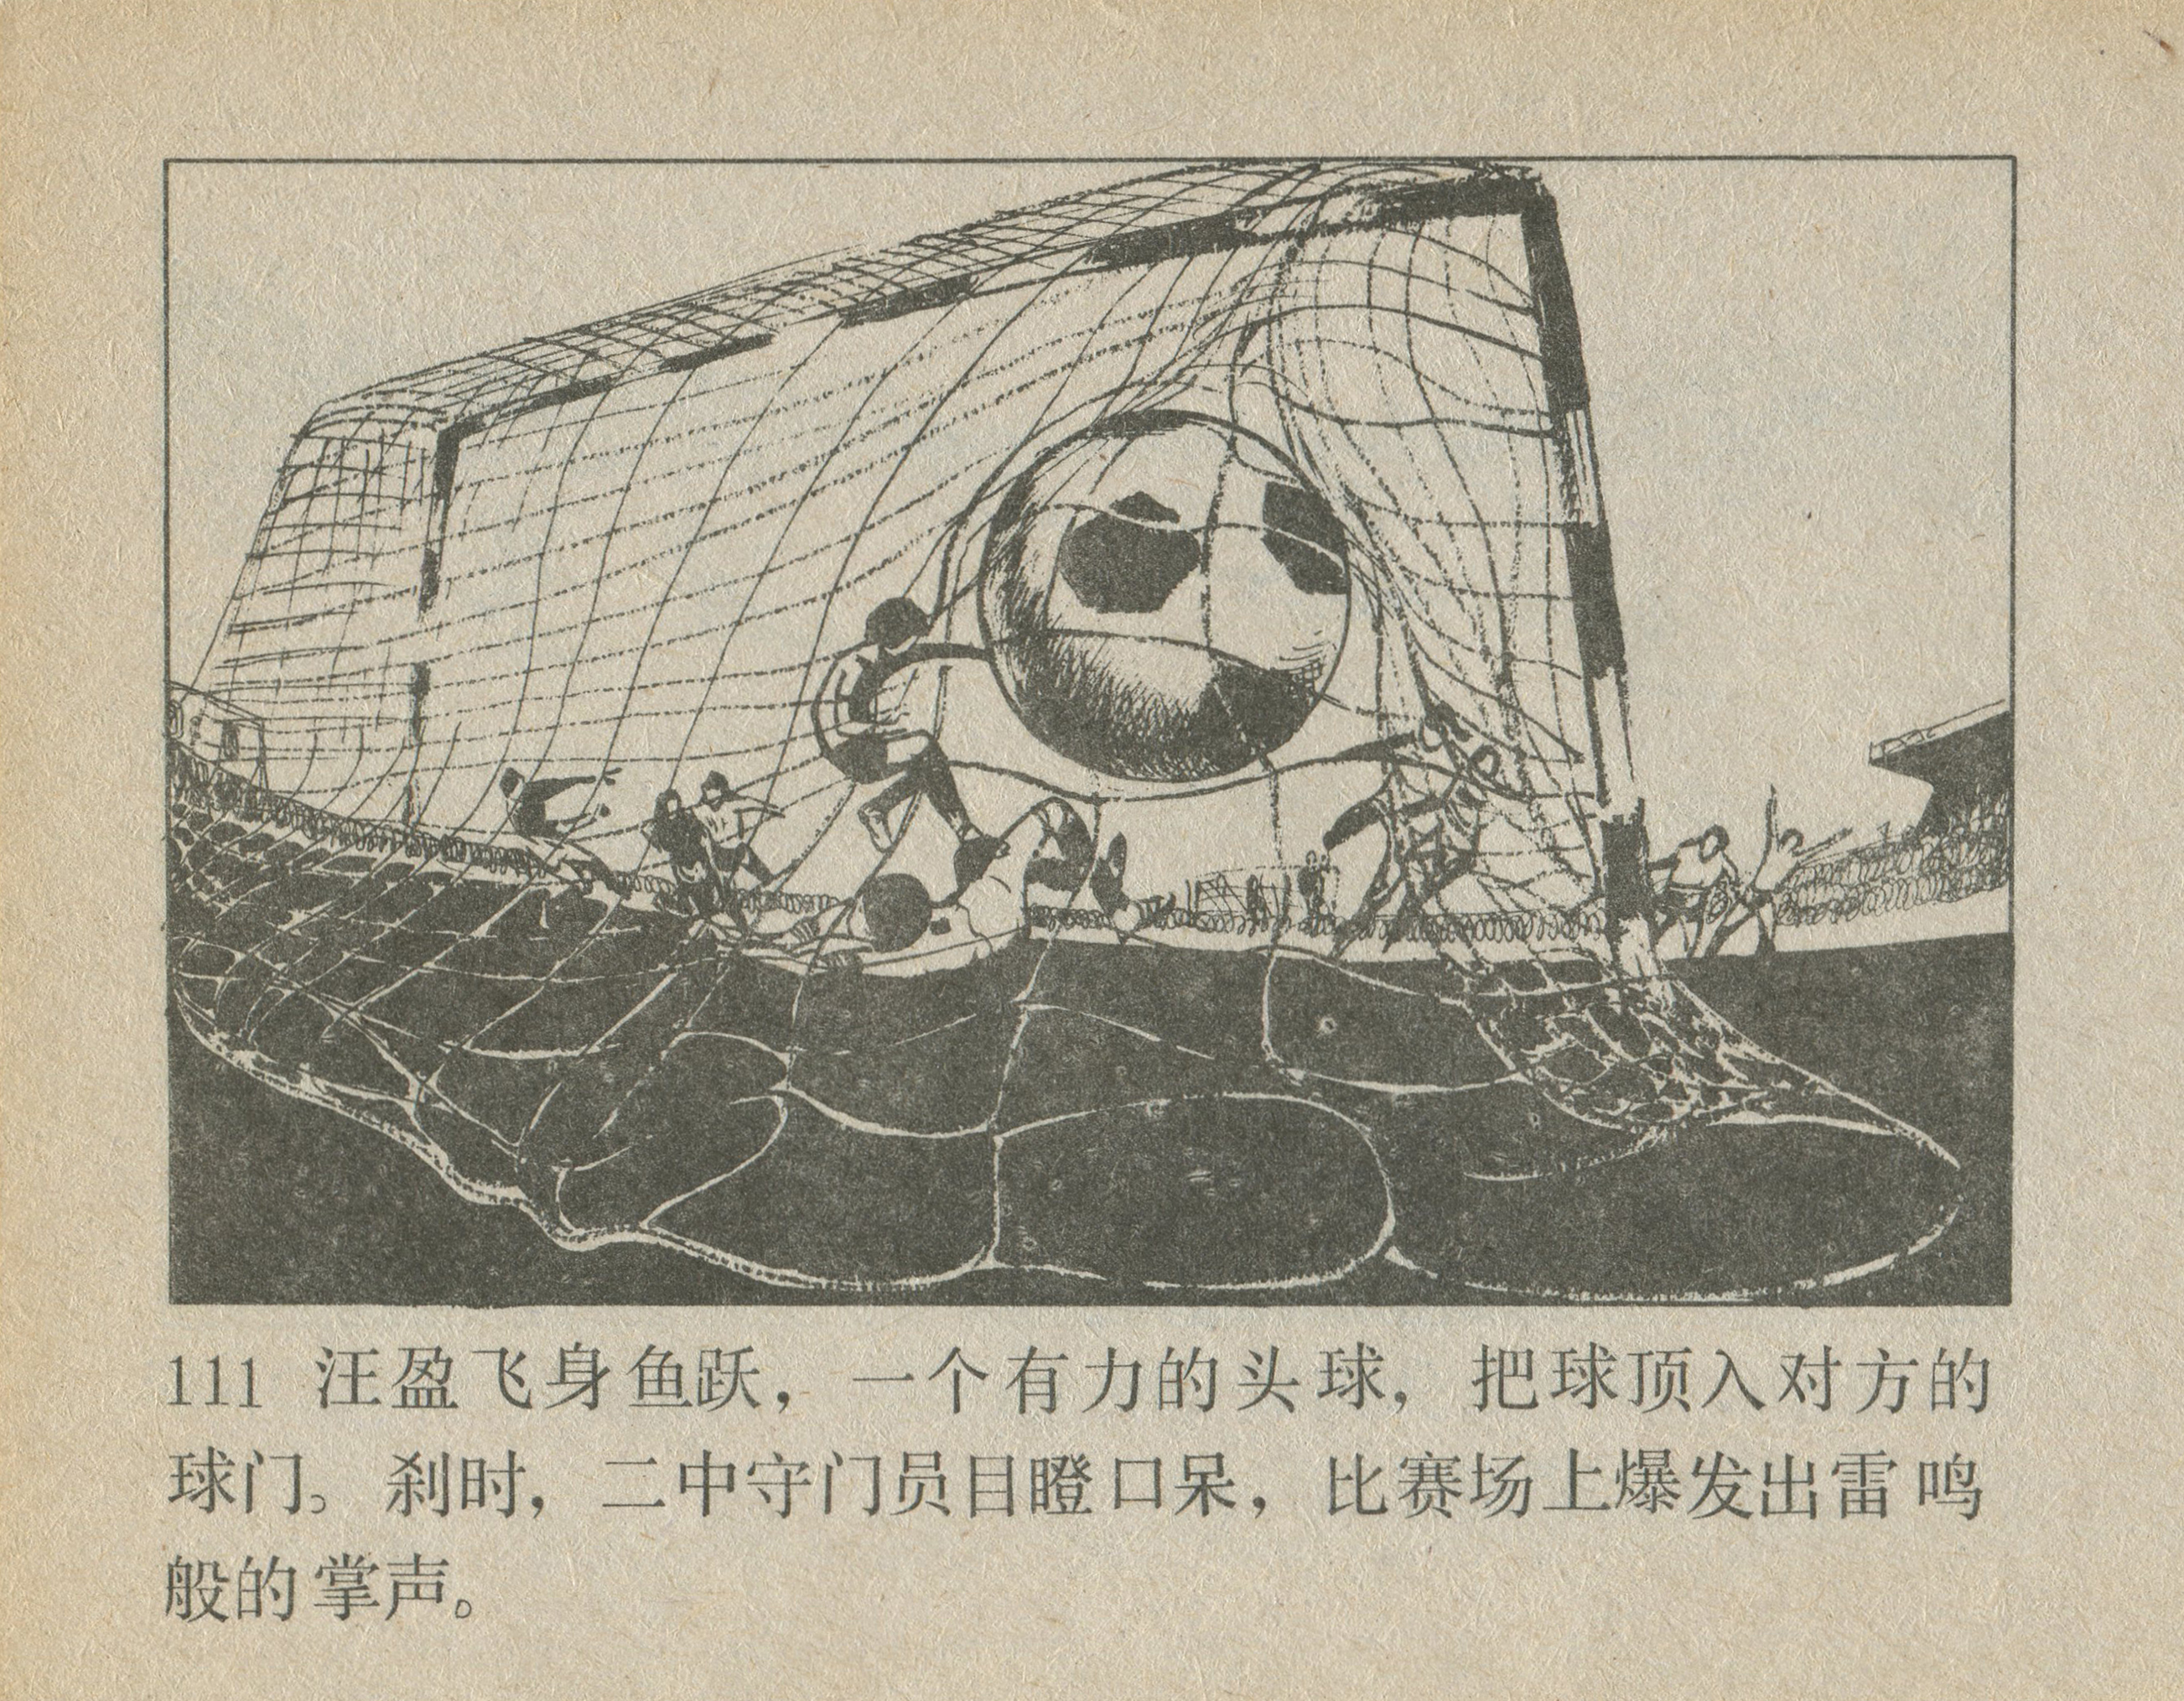 111 汪盈飞身鱼跃，一个有力的头球，把球顶入对方的
球门。刹时，二中守门员目瞪口呆，比赛场上爆发出雷鸣
般的掌声。